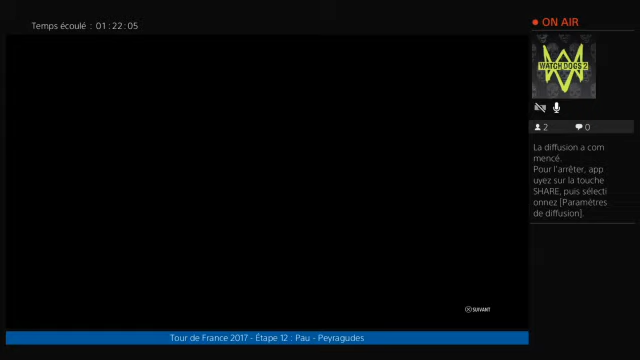 Temps écoulé : 01:22:05
ON AIR
WATCH DOGS 2
2
0
La diffusion a com
mencé.
Pour l'arrêter, app
uyez sur la touche
SHARE, puis sélecti
onnez [Paramètres
de diffusion].
SUIVANT
Tour de France 2017 - Étape 12 : Pau - Peyragudes